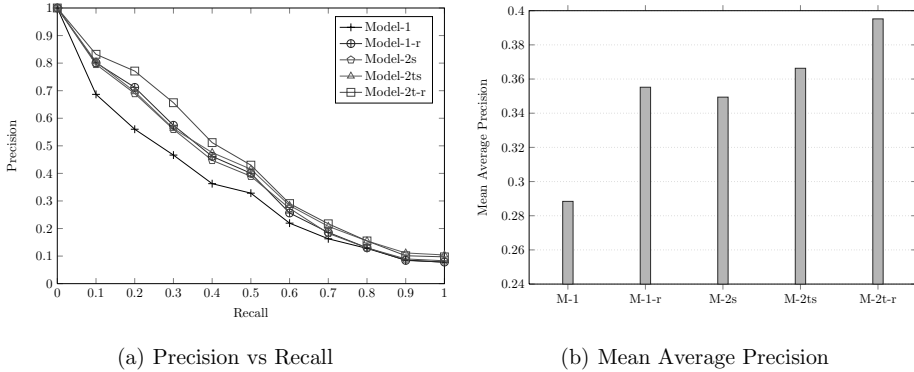 1
0.9
0.8
0.7
0.6
0.5
0.4
0.3
0.2
0.1
0
Precision
0 0.1 0.2 0.3 0.4 0.5 0.6 0.7 0.8 0.9 1
Recall
Model-1
Model-1-r
Model-2s
Model-2ts
Model-2t-r
(a) Precision vs Recall
0.4
0.38
0.36
0.34
0.32
0.3
0.28
0.26
0.24
Mean Average Precision
M-1 M-1-r M-2s M-2ts M-2t-r
(b) Mean Average Precision